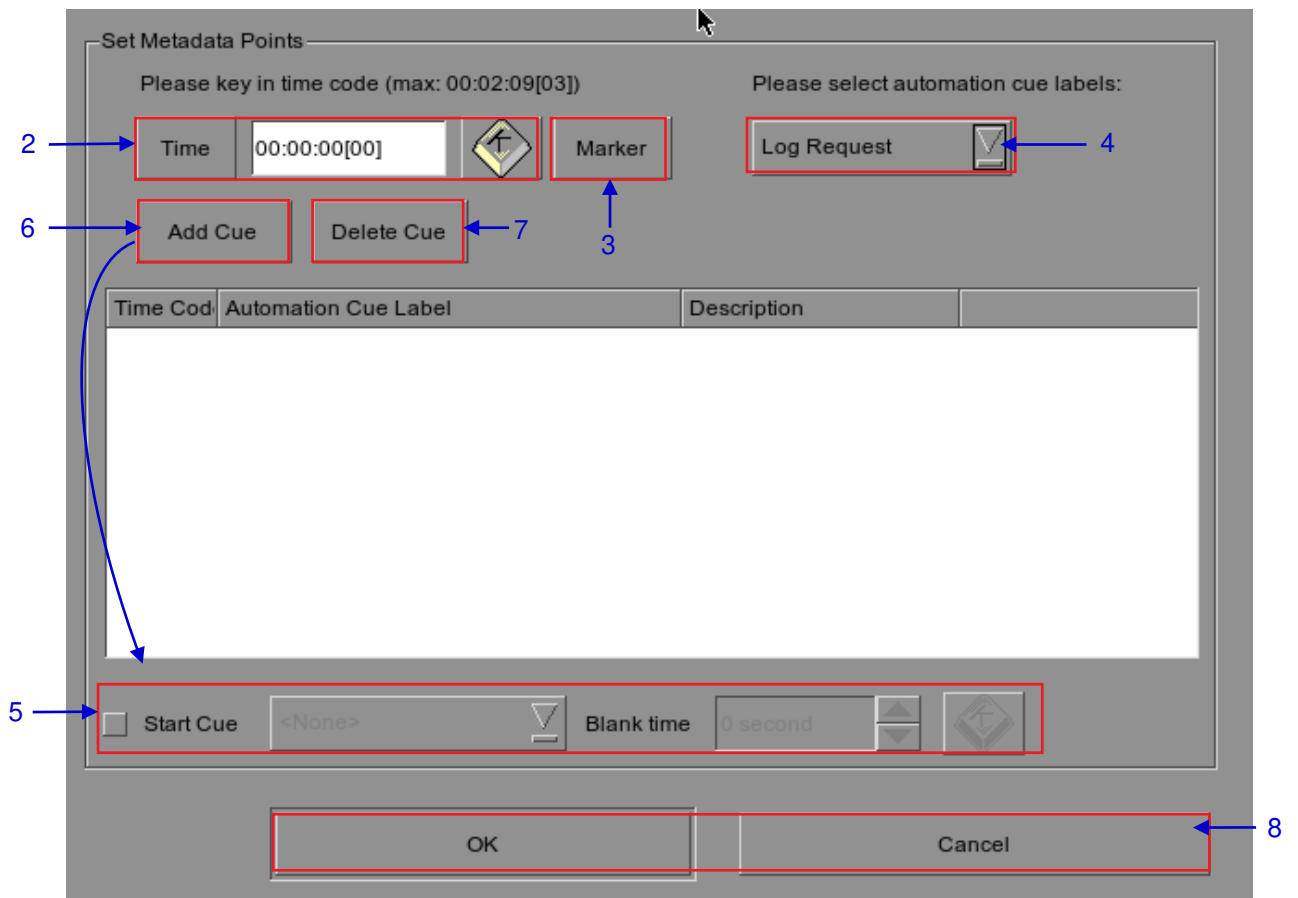 Set Metadata Points
Please key in time code (max: 00:02:09[03])
Please select automation cue labels:
2
Time
00:00:00[00]
Marker
Log Request
4
6
Add Cue
Delete Cue
7
3
Time Cod
Automation Cue Label
Description
5
Start Cue
<None>
Blank time
0 second
OK
Cancel
8